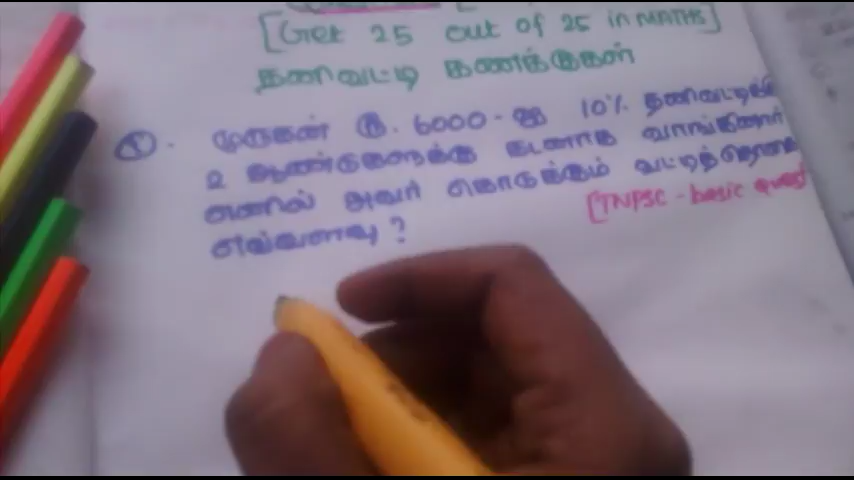 [Get 25 out of 25 in MATHS]
தனிவட்டி கணக்குகள்
①. முருகன் ரூ. 6000-ஐ 10% தனிவட்டிக்கு
2 ஆண்டுகளுக்கு கடனாக வாங்கினார்
எனில் அவர் கொடுக்கும் வட்டித்தொகை
எவ்வளவு?
[TNPSC - basic